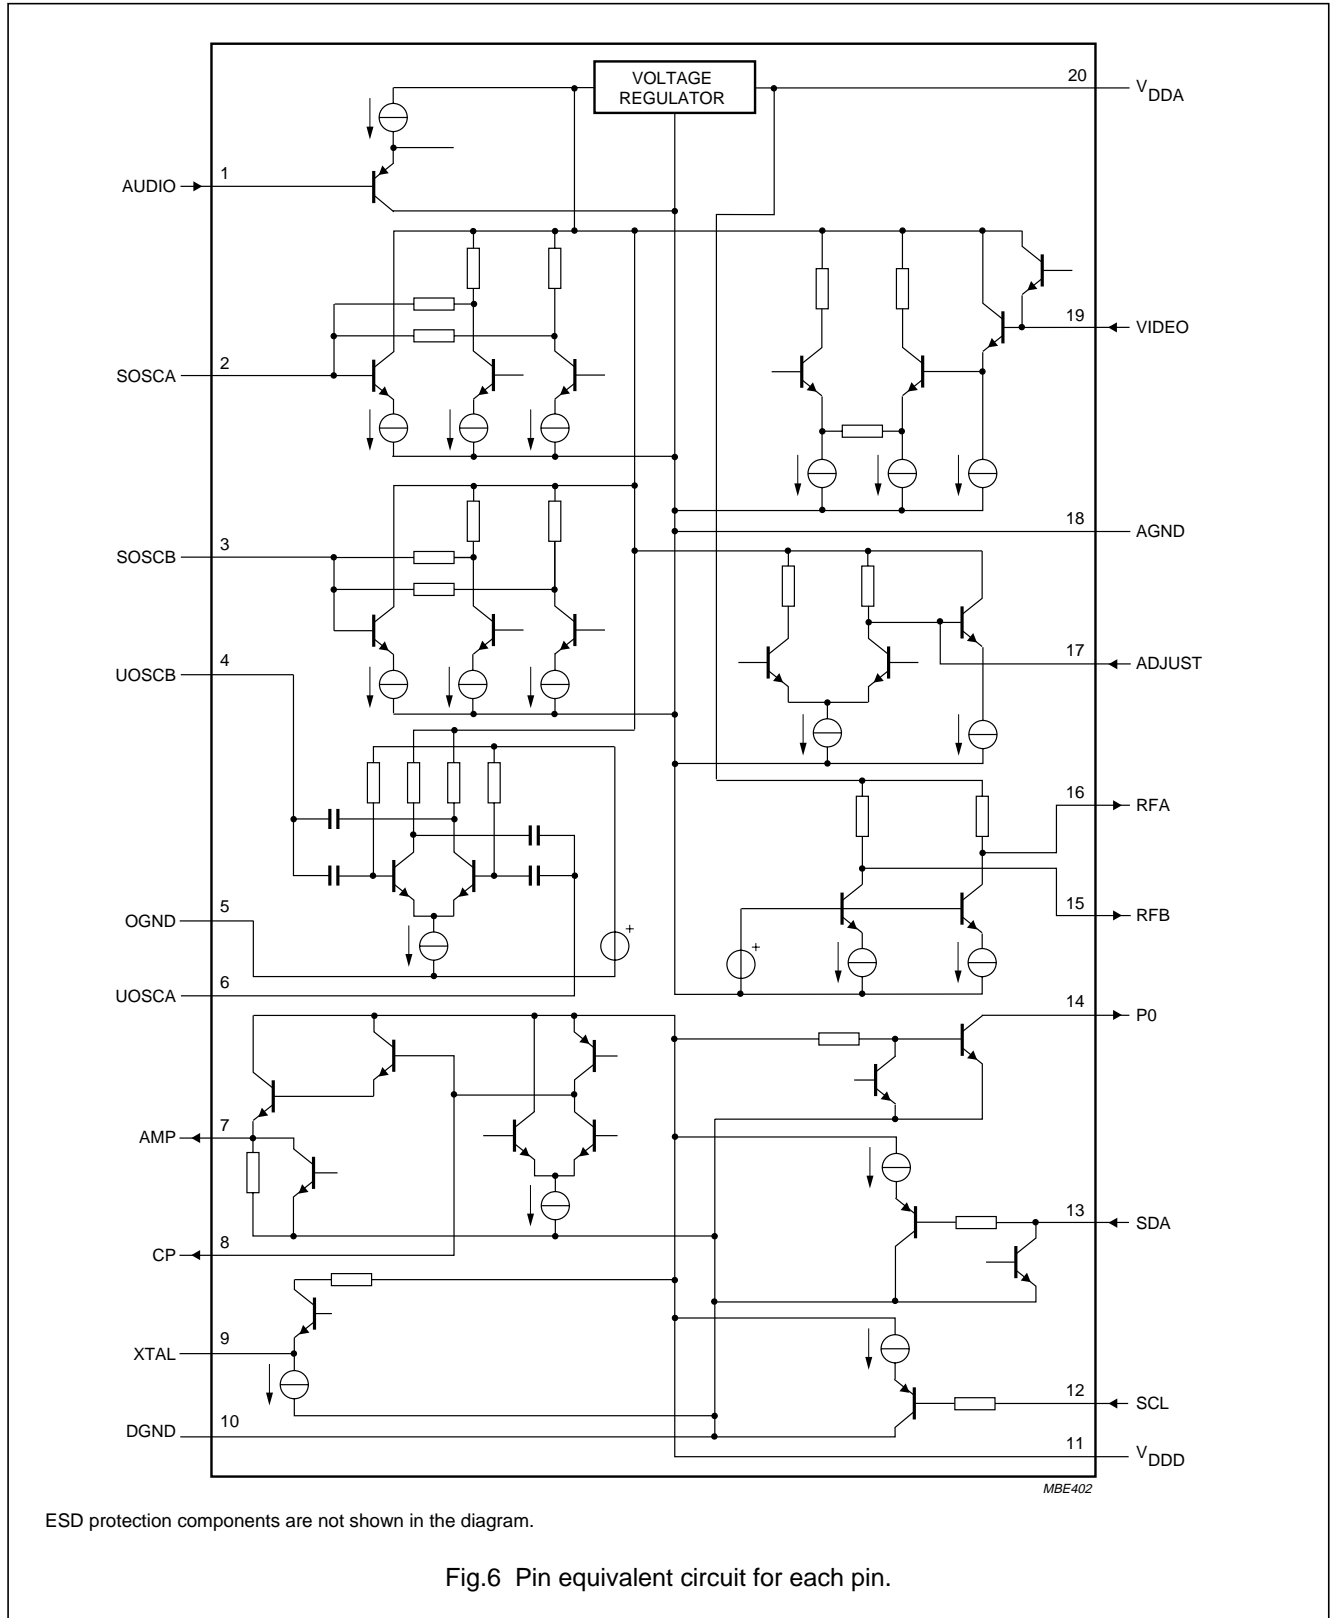 VOLTAGE
REGULATOR
20
VDDA
AUDIO
1
19
VIDEO
SOSCA
2
18
AGND
SOSCB
3
17
ADJUST
UOSCB
4
16
RFA
15
RFB
OGND
5
+
+
UOSCA
6
14
P0
AMP
7
13
SDA
CP
8
XTAL
9
12
SCL
DGND
10
11
VDDD
MBE402
ESD protection components are not shown in the diagram.
Fig.6 Pin equivalent circuit for each pin.